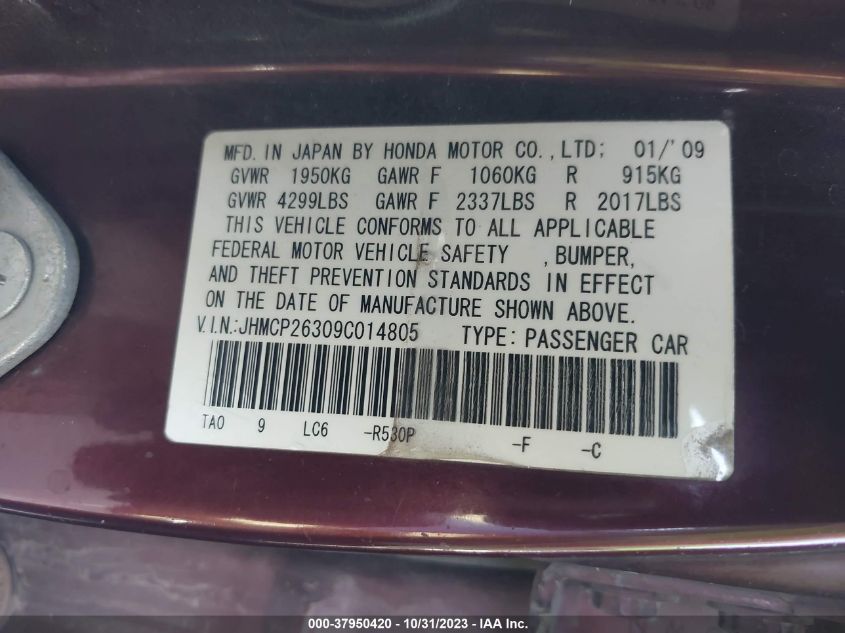 MFD. IN JAPAN BY HONDA MOTOR CO., LTD; 01/'09
GVWR 1950KG GAWR F 1060KG R 915KG
GVWR 4299LBS GAWR F 2337LBS R 2017LBS
THIS VEHICLE CONFORMS TO ALL APPLICABLE
FEDERAL MOTOR VEHICLE SAFETY , BUMPER,
AND THEFT PREVENTION STANDARDS IN EFFECT
ON THE DATE OF MANUFACTURE SHOWN ABOVE.
V.I.N:JHMCP26309C014805 TYPE: PASSENGER CAR
TA0 9 LC6 -R530P -F -C
000-37950420 - 10/31/2023 - © IAA Inc.